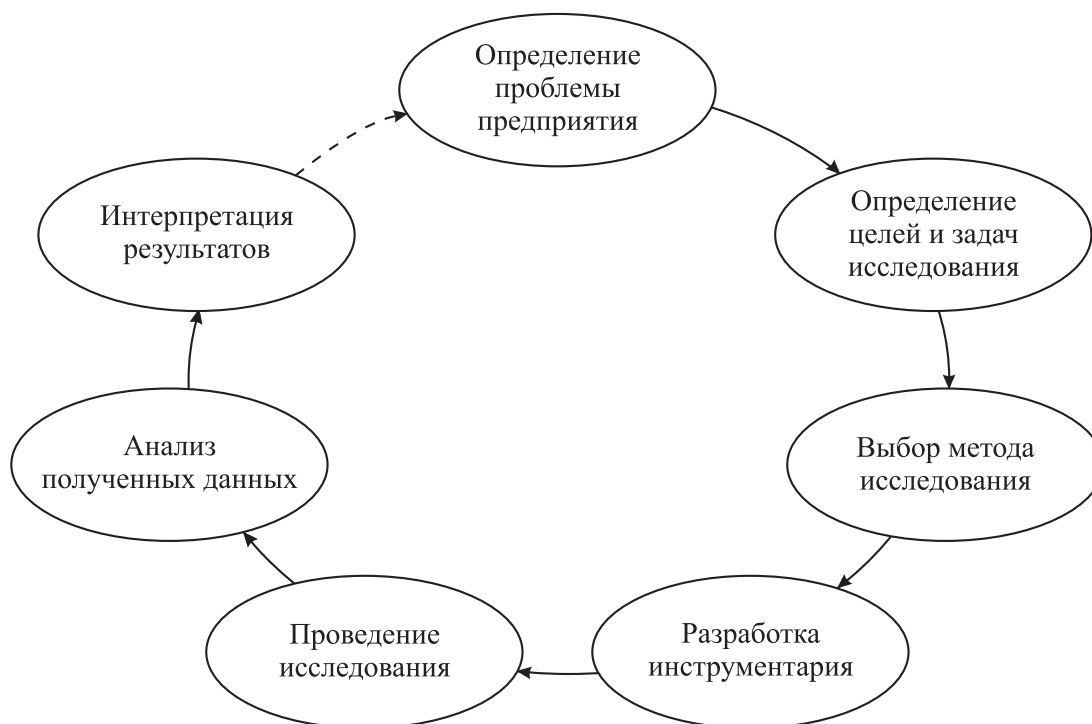 Определение
проблемы
предприятия
Определение
целей и задач
исследования
Выбор метода
исследования
Разработка
инструментария
Проведение
исследования
Анализ
полученных данных
Интерпретация
результатов